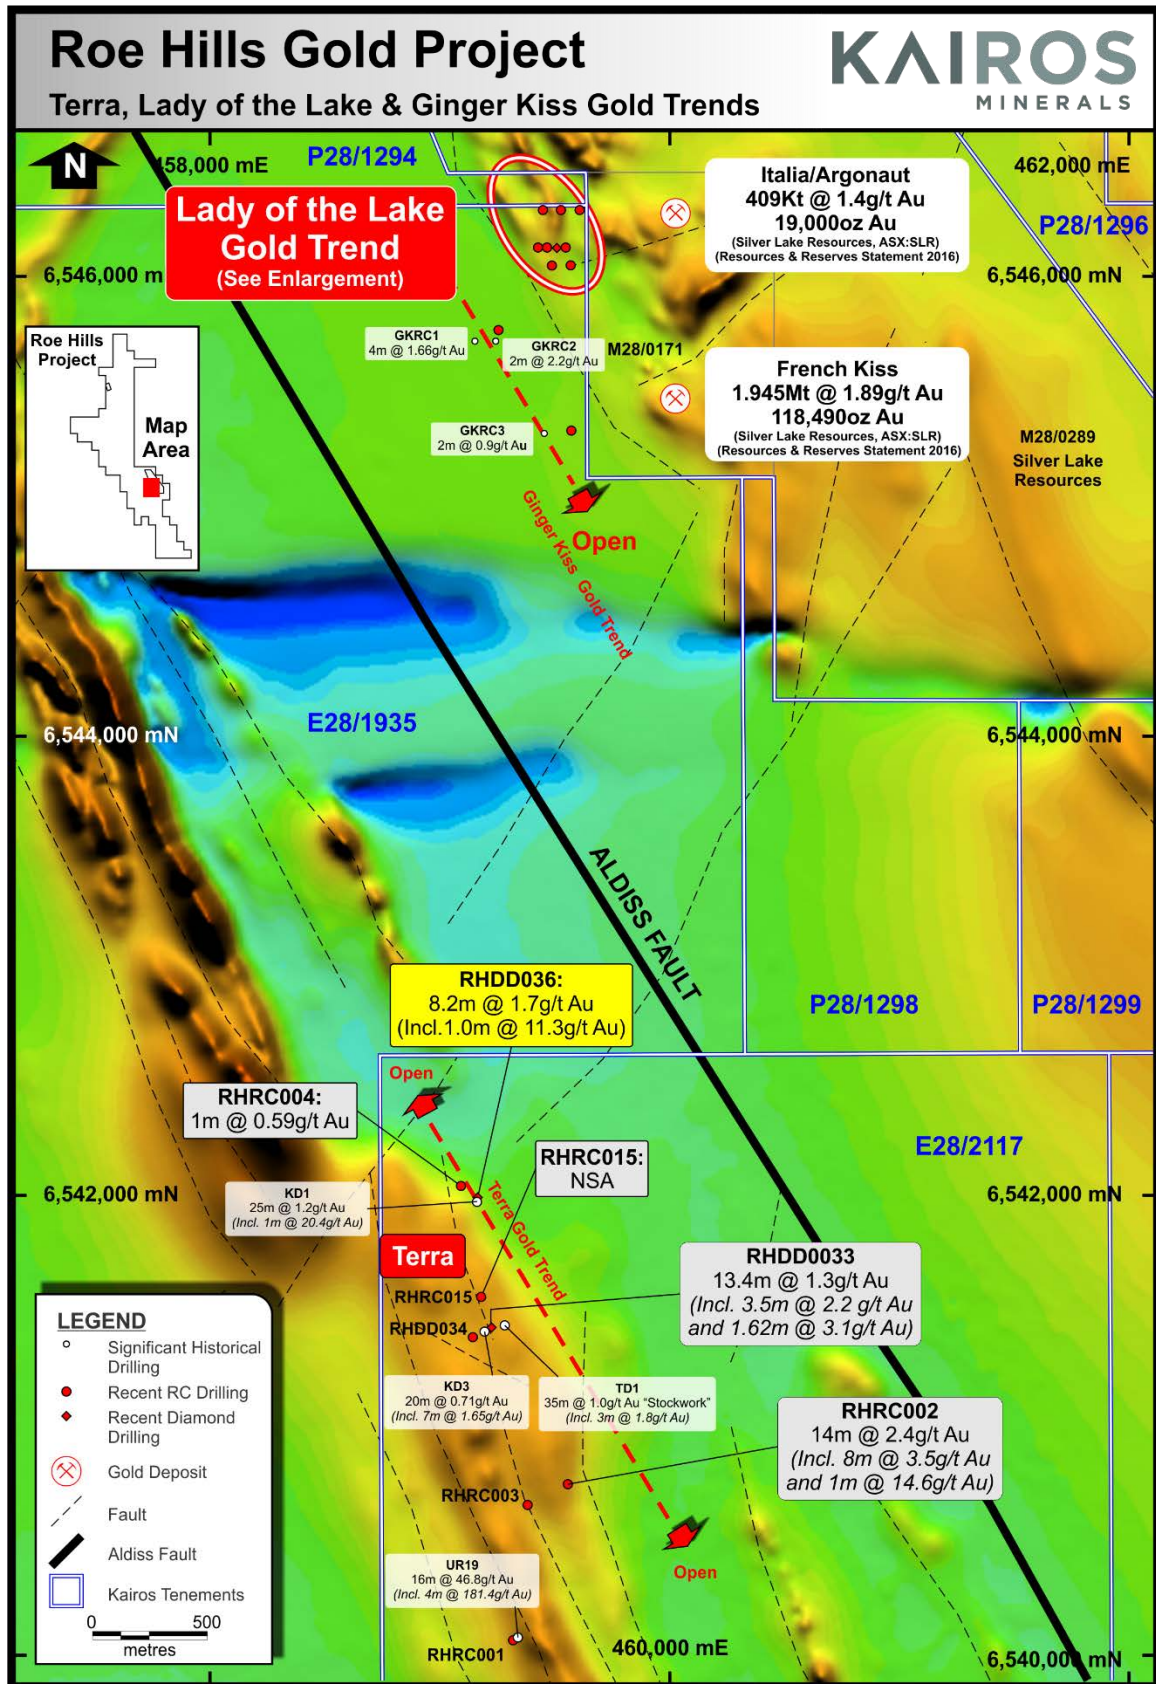 Roe Hills Gold Project
Terra, Lady of the Lake & Ginger Kiss Gold Trends
KAIROS
MINERALS
N
458,000 mE
P28/1294
462,000 mE
P28/1296
Lady of the Lake
Gold Trend
(See Enlargement)
Italia/Argonaut
409Kt @ 1.4g/t Au
19,000oz Au
(Silver Lake Resources, ASX:SLR)
(Resources & Reserves Statement 2016)
6,546,000 m
6,546,000 mN
Roe Hills
Project
Map
Area
GKRC1
4m @ 1.66g/t Au
GKRC2
2m @ 2.2g/t Au
M28/0171
French Kiss
1.945Mt @ 1.89g/t Au
118,490oz Au
(Silver Lake Resources, ASX:SLR)
(Resources & Reserves Statement 2016)
GKRC3
2m @ 0.9g/t Au
M28/0289
Silver Lake
Resources
Open
Ginger Kiss Gold Trend
E28/1935
6,544,000 mN
6,544,000 mN
ALDISS FAULT
RHDD036:
8.2m @ 1.7g/t Au
(Incl.1.0m @ 11.3g/t Au)
P28/1298
P28/1299
Open
RHRC004:
1m @ 0.59g/t Au
RHRC015:
NSA
E28/2117
6,542,000 mN
KD1
25m @ 1.2g/t Au
(Incl. 1m @ 20.4g/t Au)
6,542,000 mN
Terra Gold Trend
Terra
RHDD0033
13.4m @ 1.3g/t Au
(Incl. 3.5m @ 2.2 g/t Au
and 1.62m @ 3.1g/t Au)
RHRC015
RHDD034
KD3
20m @ 0.71g/t Au
(Incl. 7m @ 1.65g/t Au)
TD1
35m @ 1.0g/t Au "Stockwork"
(Incl. 3m @ 1.8g/t Au)
RHRC002
14m @ 2.4g/t Au
(Incl. 8m @ 3.5g/t Au
and 1m @ 14.6g/t Au)
RHRC003
Open
UR19
16m @ 46.8g/t Au
(Incl. 4m @ 181.4g/t Au)
RHRC001
460,000 mE
6,540,000 mN
LEGEND
Significant Historical
Drilling
Recent RC Drilling
Recent Diamond
Drilling
Gold Deposit
Fault
Aldiss Fault
Kairos Tenements
0 500
metres